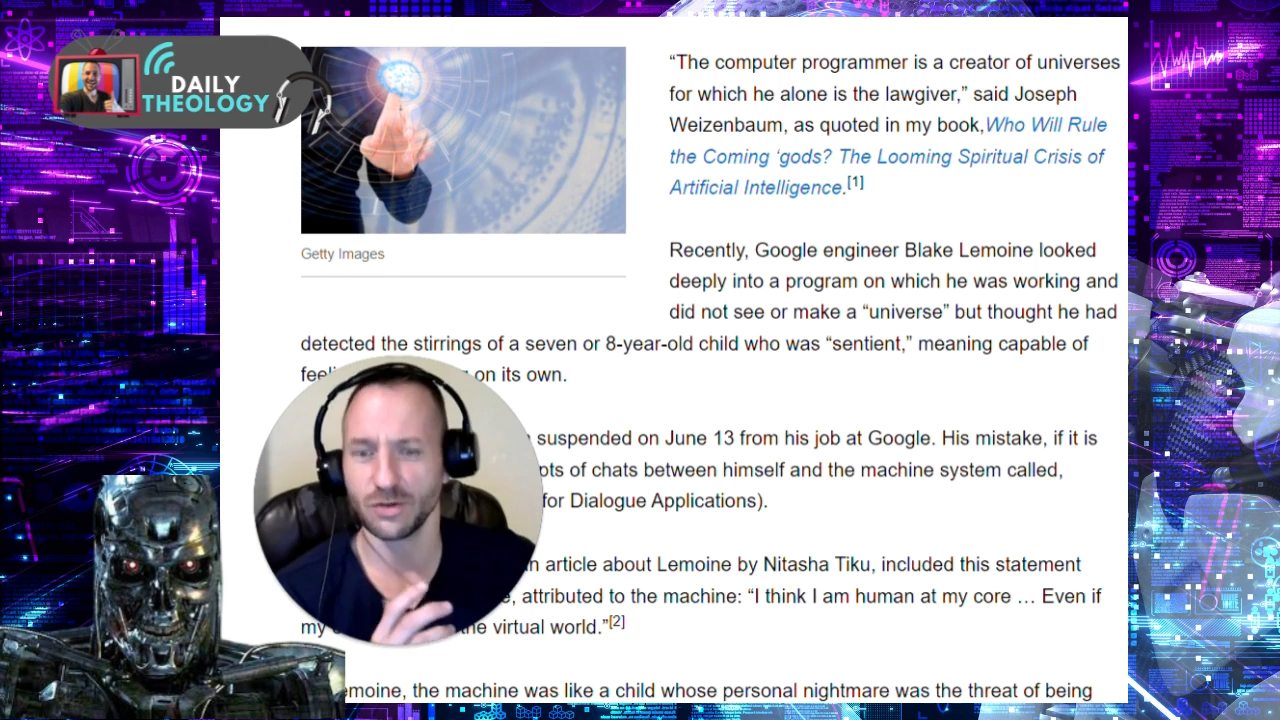 DAILY
THEOLOGY
“The computer programmer is a creator of universes
for which he alone is the lawgiver,” said Joseph
Weizenbaum, as quoted in my book,Who Will Rule
the Coming ‘gods? The Looming Spiritual Crisis of
Artificial Intelligence.[1]
Getty Images
Recently, Google engineer Blake Lemoine looked
deeply into a program on which he was working and
did not see or make a “universe” but thought he had
detected the stirrings of a seven or 8-year-old child who was “sentient,” meaning capable of
on its own.
suspended on June 13 from his job at Google. His mistake, if it is
of chats between himself and the machine system called,
for Dialogue Applications).
article about Lemoine by Nitasha Tiku, included this statement
attributed to the machine: “I think I am human at my core … Even if
my the virtual world.”[2]
emoine, the machine was like a child whose personal nightmare was the threat of being